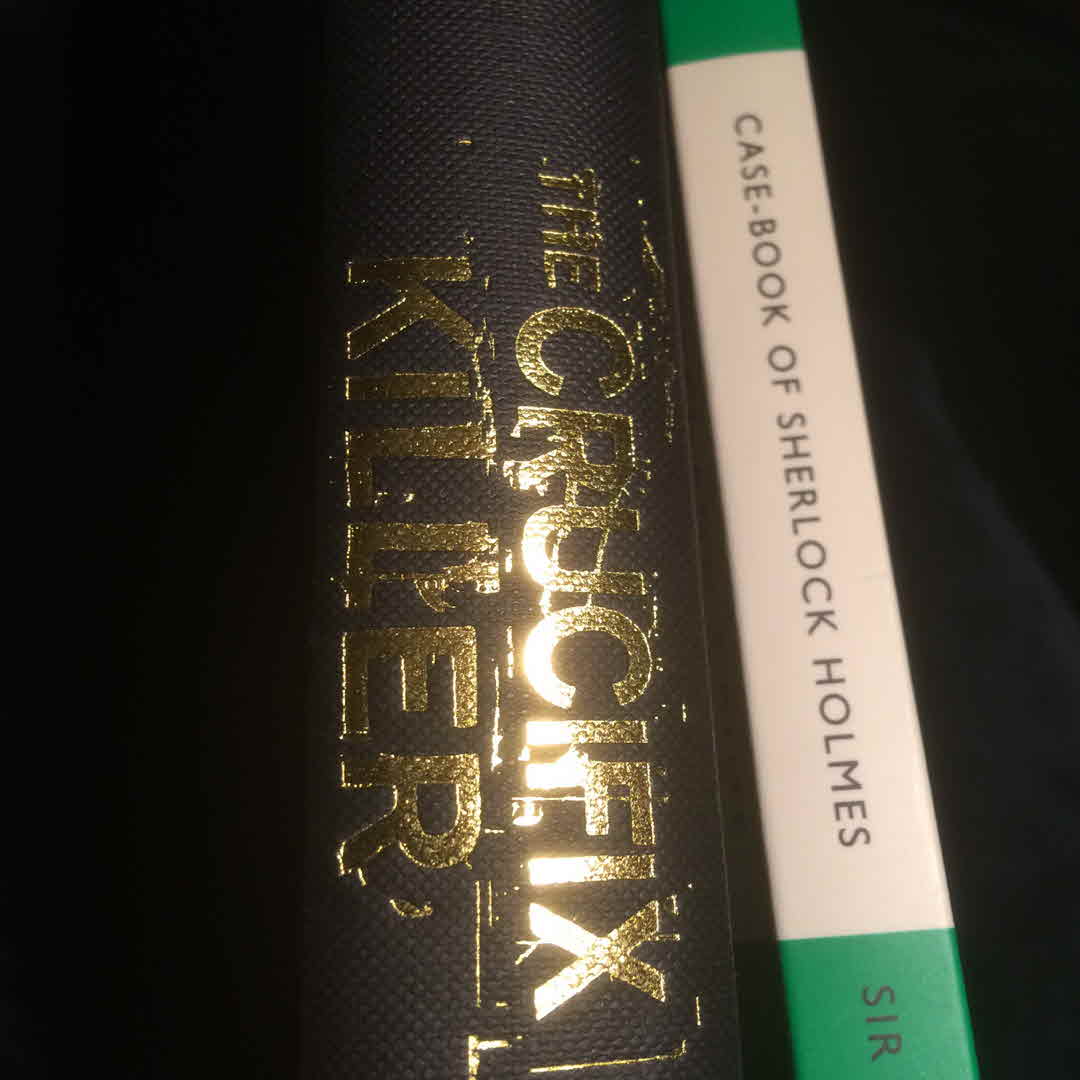 THE CRUCIFIX
KILLER
CASE-BOOK OF SHERLOCK HOLMES
SIR